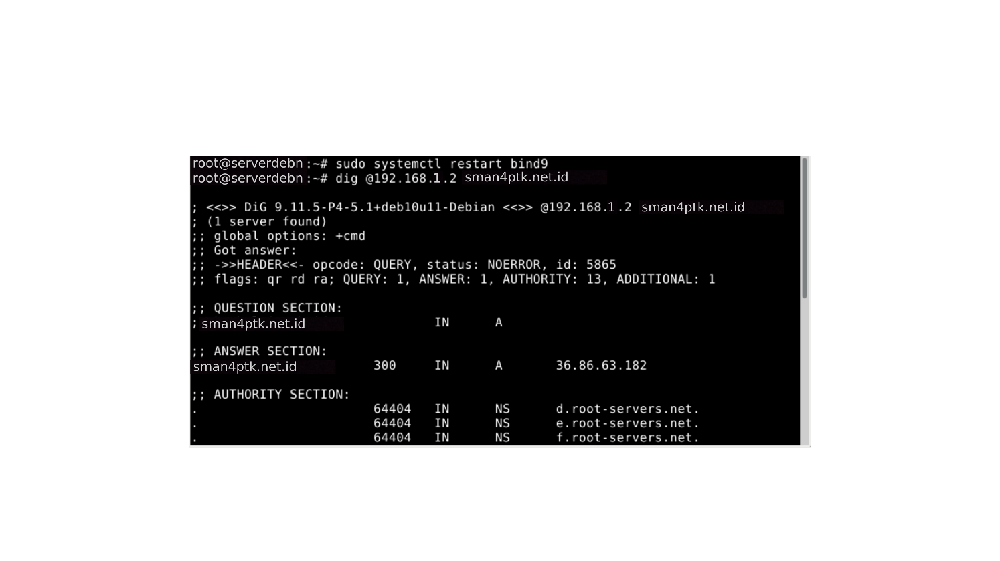 root@serverdebn:~# sudo systemctl restart bind9
root@serverdebn:~# dig @192.168.1.2 sman4ptk.net.id
; <<>> DiG 9.11.5-P4-5.1+deb10u11-Debian <<>> @192.168.1.2 sman4ptk.net.id
; (1 server found)
;; global options: +cmd
;; Got answer:
;; ->>HEADER<<- opcode: QUERY, status: NOERROR, id: 5865
;; flags: qr rd ra; QUERY: 1, ANSWER: 1, AUTHORITY: 13, ADDITIONAL: 1
;; QUESTION SECTION:
; sman4ptk.net.id IN A
;; ANSWER SECTION:
sman4ptk.net.id 300 IN A 36.86.63.182
;; AUTHORITY SECTION:
. 64404 IN NS d.root-servers.net.
. 64404 IN NS e.root-servers.net.
. 64404 IN NS f.root-servers.net.